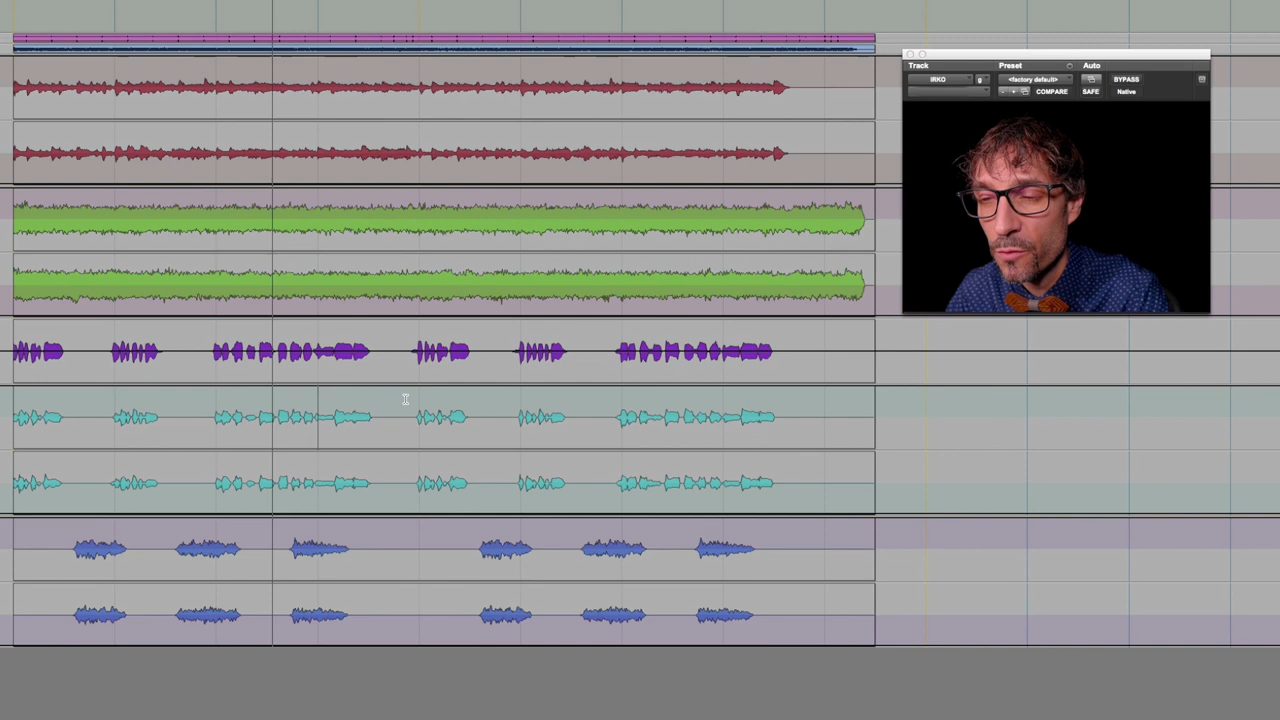 Track Preset Auto
IRKO g <factory default> BYPASS
- + COMPARE SAFE Native